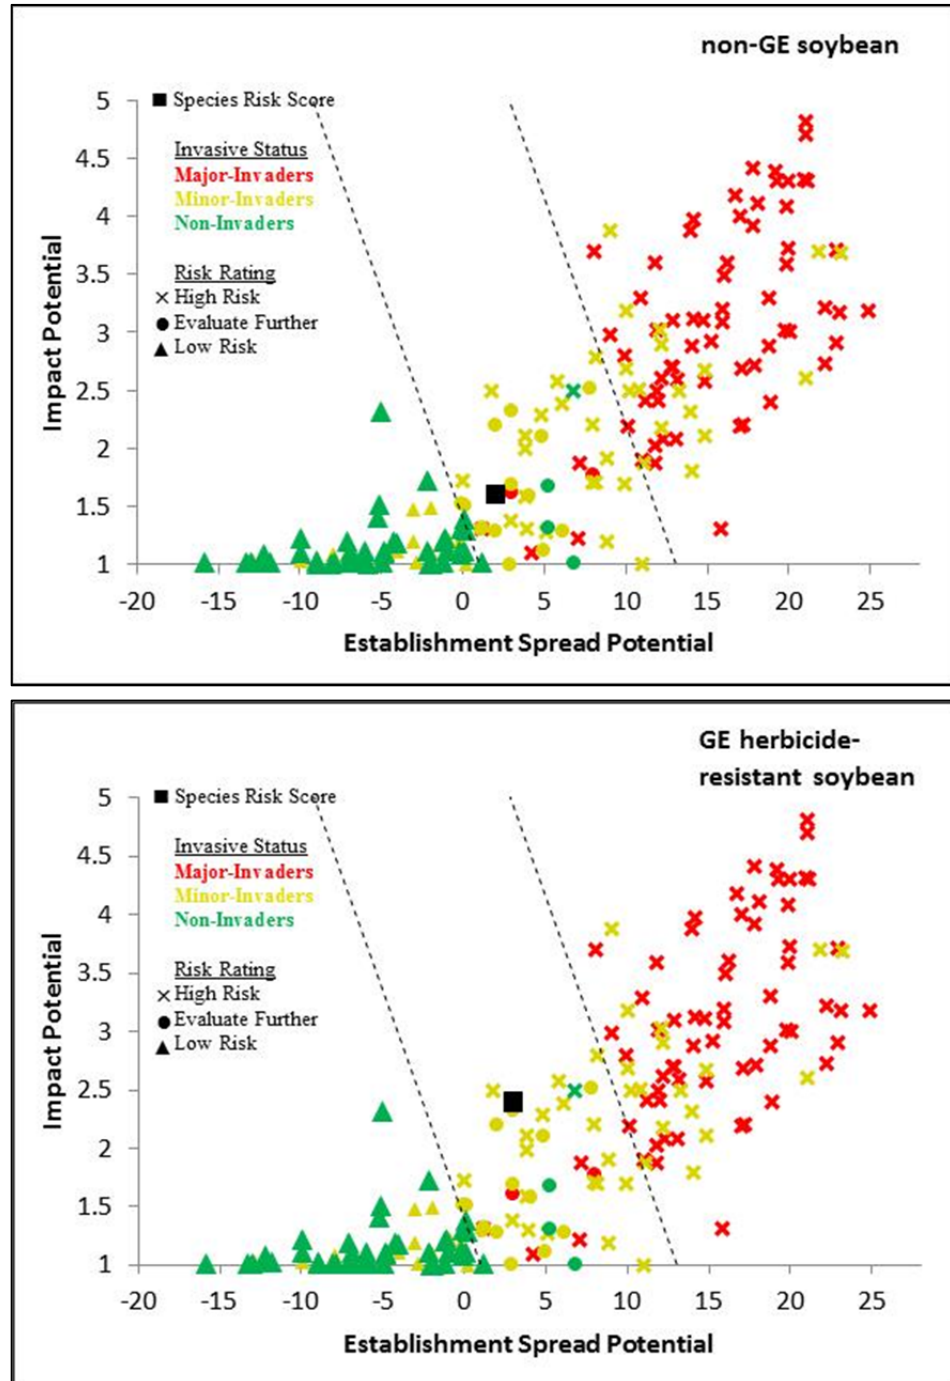 non-GE soybean
5
4.5
4
3.5
3
2.5
2
1.5
1
Impact Potential
■ Species Risk Score
Invasive Status
Major-Invaders
Minor-Invaders
Non-Invaders
Risk Rating
× High Risk
● Evaluate Further
▲ Low Risk
-20 -15 -10 -5 0 5 10 15 20 25
Establishment Spread Potential
GE herbicide-
resistant soybean
5
4.5
4
3.5
3
2.5
2
1.5
1
Impact Potential
■ Species Risk Score
Invasive Status
Major-Invaders
Minor-Invaders
Non-Invaders
Risk Rating
× High Risk
● Evaluate Further
▲ Low Risk
-20 -15 -10 -5 0 5 10 15 20 25
Establishment Spread Potential